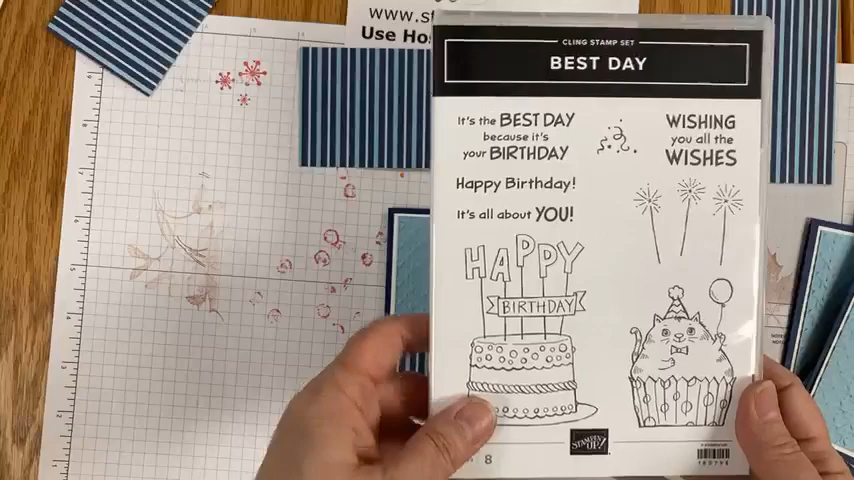 www.st
Use Hos
CLING STAMP SET
BEST DAY
It's the BEST DAY
because it's
your BIRTHDAY
WISHING
you all the
WISHES
Happy Birthday!
It's all about YOU!
HAPPY
BIRTHDAY
STAMPIN' UP!
8